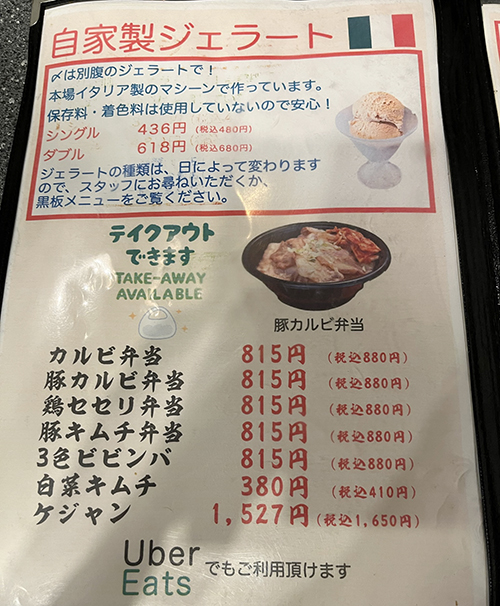 自家製ジェラート
〆は別腹のジェラートで！
本場イタリア製のマシーンで作っています。
保存料・着色料は使用していないので安心！
シングル 436円 (税込480円)
ダブル 618円 (税込680円)
ジェラートの種類は、日によって変わります
ので、スタッフにお尋ねいただくか、
黒板メニューをご覧ください。
テイクアウト
できます
TAKE-AWAY
AVAILABLE
豚カルビ弁当
カルビ弁当 815円 (税込880円)
豚カルビ弁当 815円 (税込880円)
鶏セセリ弁当 815円 (税込880円)
豚キムチ弁当 815円 (税込880円)
3色ビビンバ 815円 (税込880円)
白菜キムチ 380円 (税込410円)
ケジャン 1,527円 (税込1,650円)
Uber
Eats でもご利用頂けます